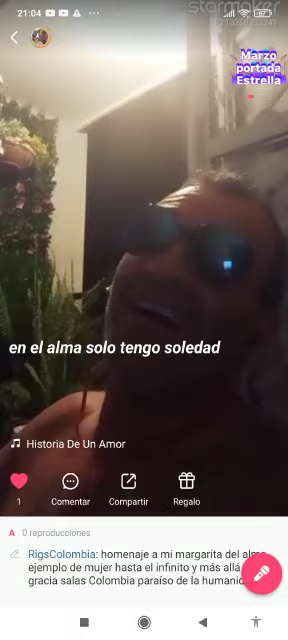 21:04
starmaker
Marzo
portada
Estrella
en el alma solo tengo soledad
Historia De Un Amor
1
Comentar
Compartir
Regalo
0 reproducciones
RigsColombia: homenaje a mi margarita del alma
ejemplo de mujer hasta el infinito y más allá
gracia salas Colombia paraíso de la humanid